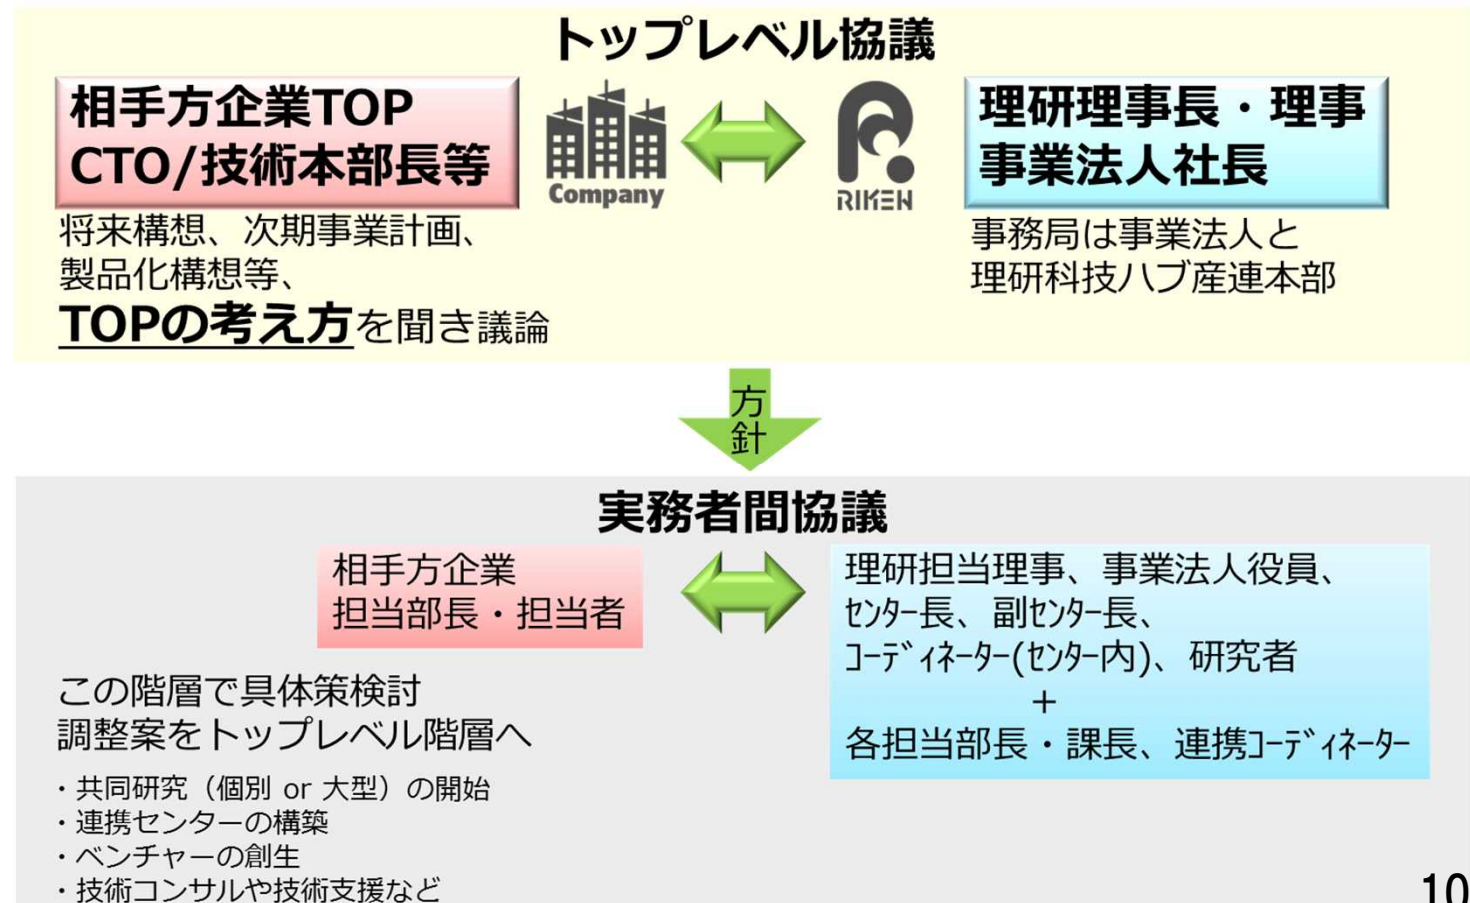 トップレベル協議
相手方企業TOP
CTO/技術本部長等
Company
RIKEN
理研理事長・理事
事業法人社長
将来構想、次期事業計画、
製品化構想等、
TOPの考え方を聞き議論
事務局は事業法人と
理研科技ハブ産連本部
方
針
実務者間協議
相手方企業
担当部長・担当者
理研担当理事、事業法人役員、
ｾﾝﾀｰ長、副ｾﾝﾀｰ長、
ｺｰﾃﾞｨﾈｰﾀｰ(ｾﾝﾀｰ内)、研究者
＋
各担当部長・課長、連携ｺｰﾃﾞｨﾈｰﾀｰ
この階層で具体策検討
調整案をトップレベル階層へ
・共同研究（個別 or 大型）の開始
・連携センターの構築
・ベンチャーの創生
・技術コンサルや技術支援など
10